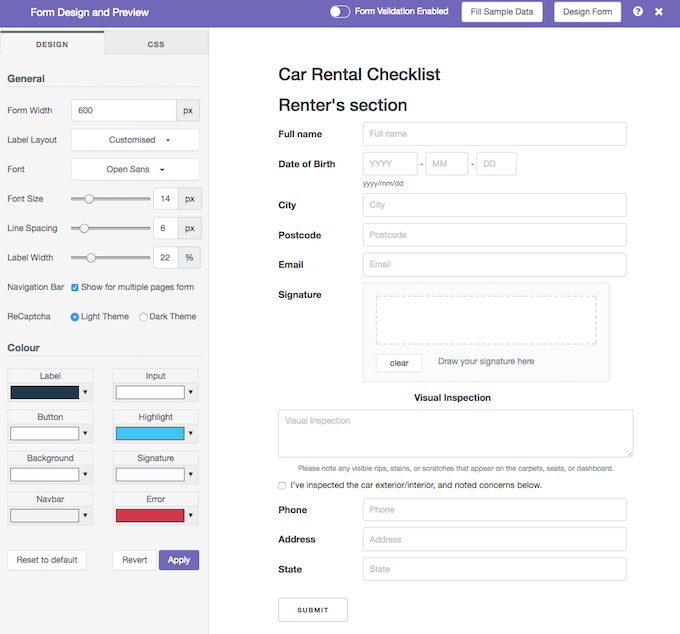 Form Design and Preview
Form Validation Enabled
Fill Sample Data
Design Form
?
DESIGN
CSS
General
Form Width 600 px
Label Layout Customised
Font Open Sans
Font Size 14 px
Line Spacing 6 px
Label Width 22 %
Navigation Bar Show for multiple pages form
ReCaptcha Light Theme Dark Theme
Colour
Label Input
Button Highlight
Background Signature
Navbar Error
Reset to default Revert Apply
Car Rental Checklist
Renter's section
Full name Full name
Date of Birth YYYY - MM - DD
yyyy/mm/dd
City City
Postcode Postcode
Email Email
Signature
clear Draw your signature here
Visual Inspection
Visual Inspection
Please note any visible rips, stains, or scratches that appear on the carpets, seats, or dashboard.
I've inspected the car exterior/interior, and noted concerns below.
Phone Phone
Address Address
State State
SUBMIT